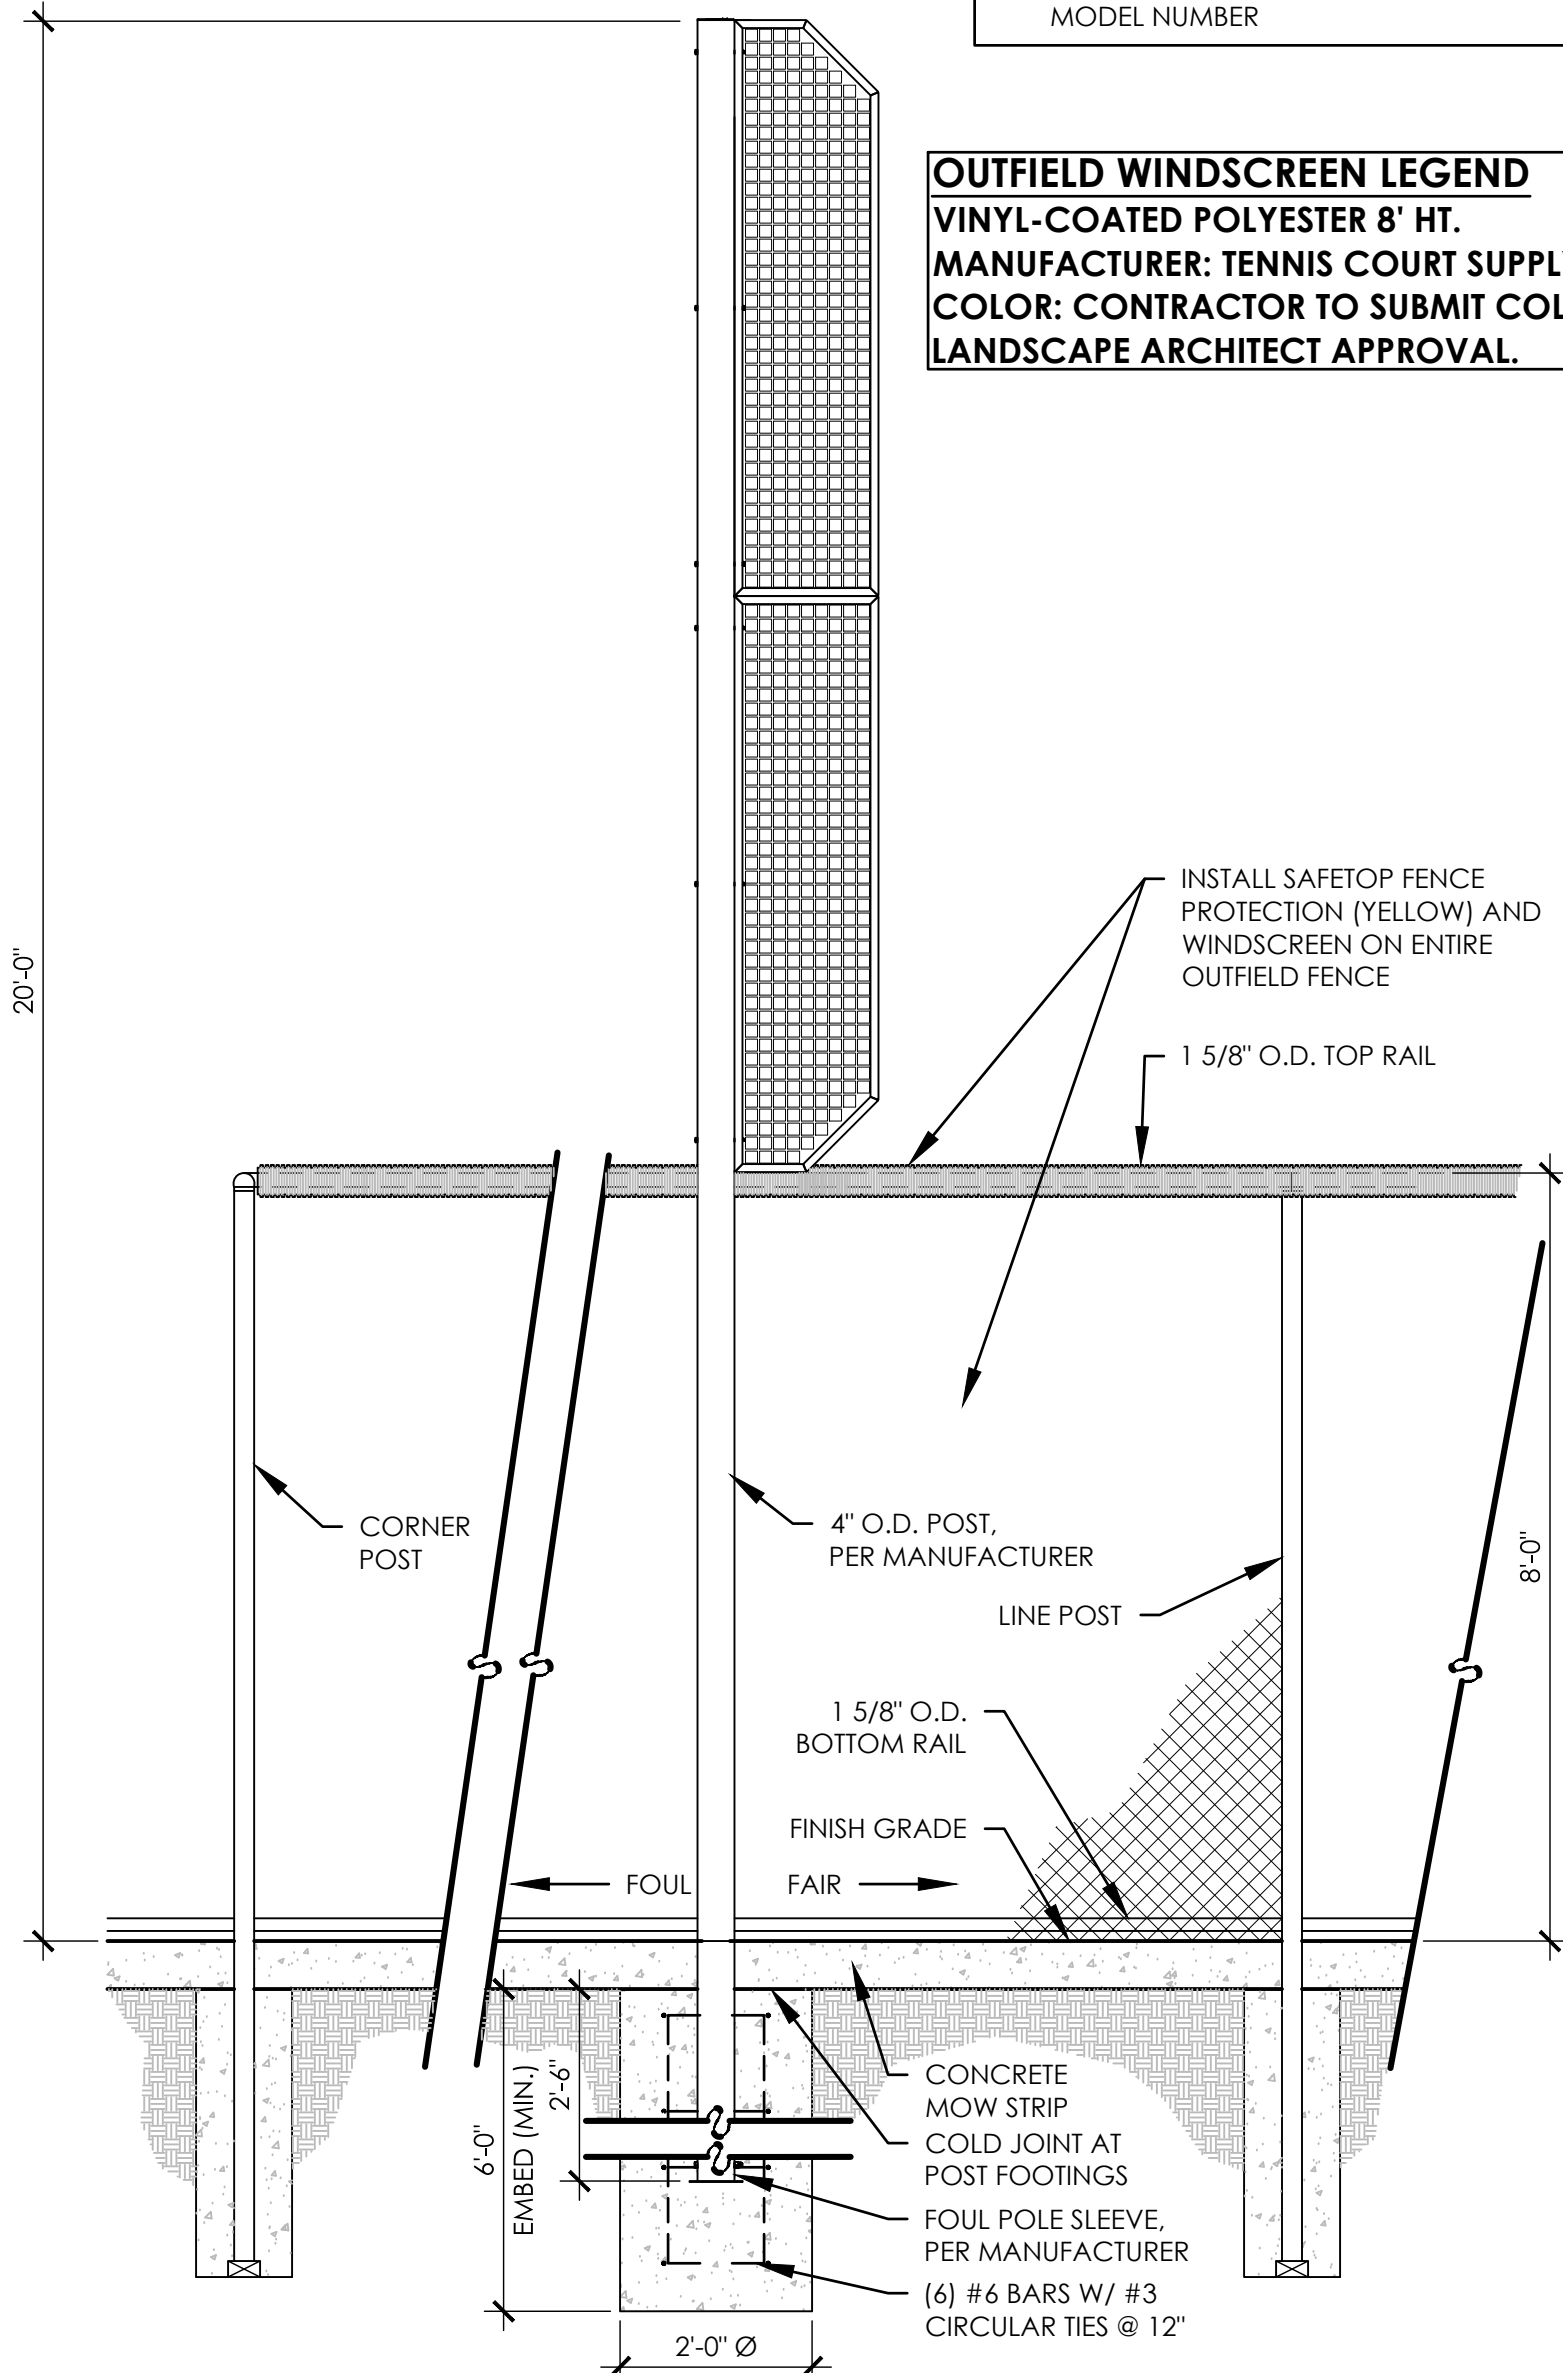 MODEL NUMBER
OUTFIELD WINDSCREEN LEGEND
VINYL-COATED POLYESTER 8' HT.
MANUFACTURER: TENNIS COURT SUPPLY
COLOR: CONTRACTOR TO SUBMIT COL
LANDSCAPE ARCHITECT APPROVAL.
INSTALL SAFETOP FENCE
PROTECTION (YELLOW) AND
WINDSCREEN ON ENTIRE
OUTFIELD FENCE
20'-0"
1 5/8" O.D. TOP RAIL
CORNER
POST
4" O.D. POST,
PER MANUFACTURER
8'-0"
LINE POST
1 5/8" O.D.
BOTTOM RAIL
FINISH GRADE
FOUL
FAIR
6'-0"
EMBED (MIN.)
2'-6"
CONCRETE
MOW STRIP
COLD JOINT AT
POST FOOTINGS
FOUL POLE SLEEVE,
PER MANUFACTURER
(6) #6 BARS W/ #3
CIRCULAR TIES @ 12"
2'-0" Ø